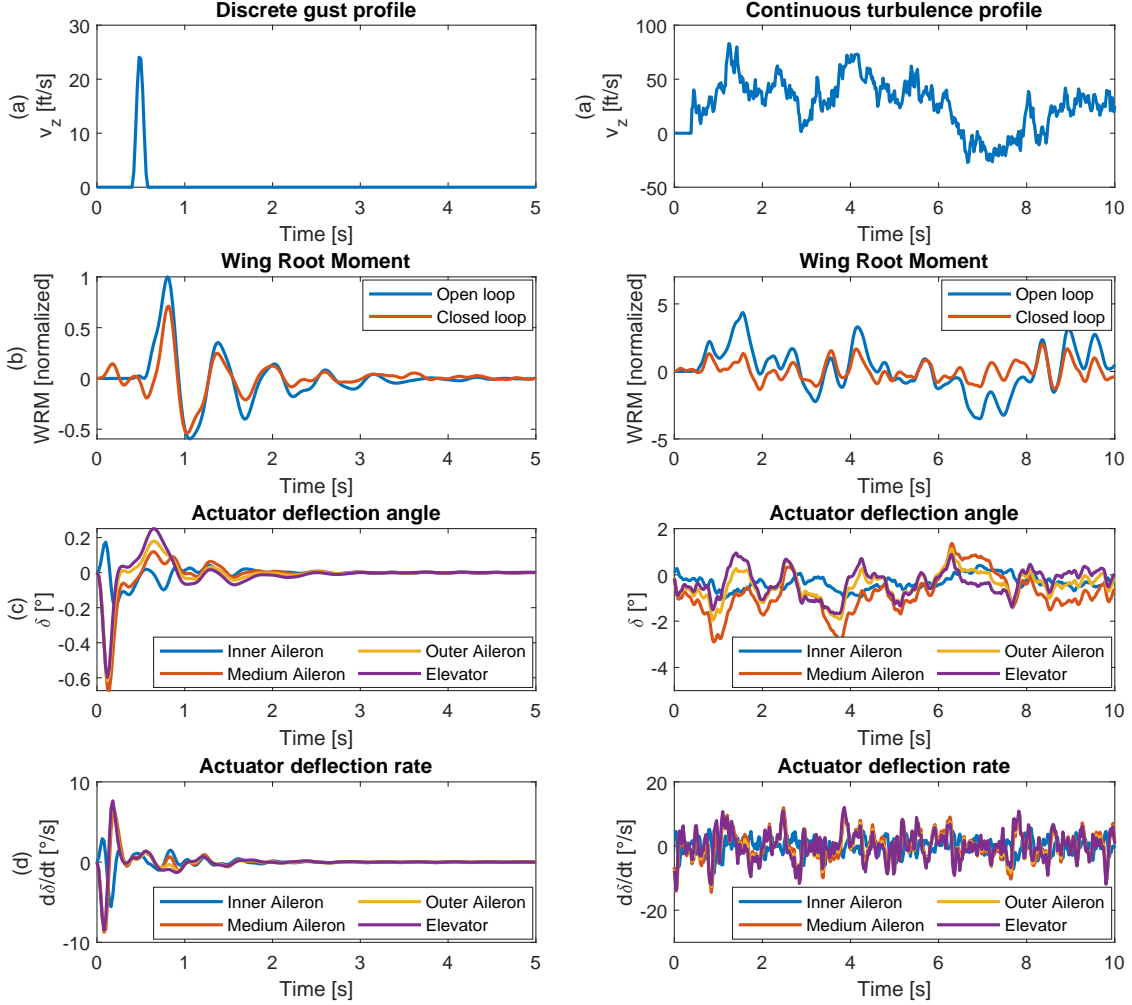 Discrete gust profile
30
20
10
0
(a)
v_z [ft/s]
0 1 2 3 4 5
Time [s]
Continuous turbulence profile
100
50
0
-50
(a)
v_z [ft/s]
0 2 4 6 8 10
Time [s]
Wing Root Moment
1
0.5
0
-0.5
(b)
WRM [normalized]
Open loop
Closed loop
0 1 2 3 4 5
Time [s]
Wing Root Moment
5
0
-5
WRM [normalized]
Open loop
Closed loop
0 2 4 6 8 10
Time [s]
Actuator deflection angle
0.2
0
-0.2
-0.4
-0.6
(c)
δ [°]
Inner Aileron Outer Aileron
Medium Aileron Elevator
0 1 2 3 4 5
Time [s]
Actuator deflection angle
2
0
-2
-4
δ [°]
Inner Aileron Outer Aileron
Medium Aileron Elevator
0 2 4 6 8 10
Time [s]
Actuator deflection rate
10
0
-10
(d)
dδ/dt [°/s]
Inner Aileron Outer Aileron
Medium Aileron Elevator
0 1 2 3 4 5
Time [s]
Actuator deflection rate
20
0
-20
dδ/dt [°/s]
Inner Aileron Outer Aileron
Medium Aileron Elevator
0 2 4 6 8 10
Time [s]